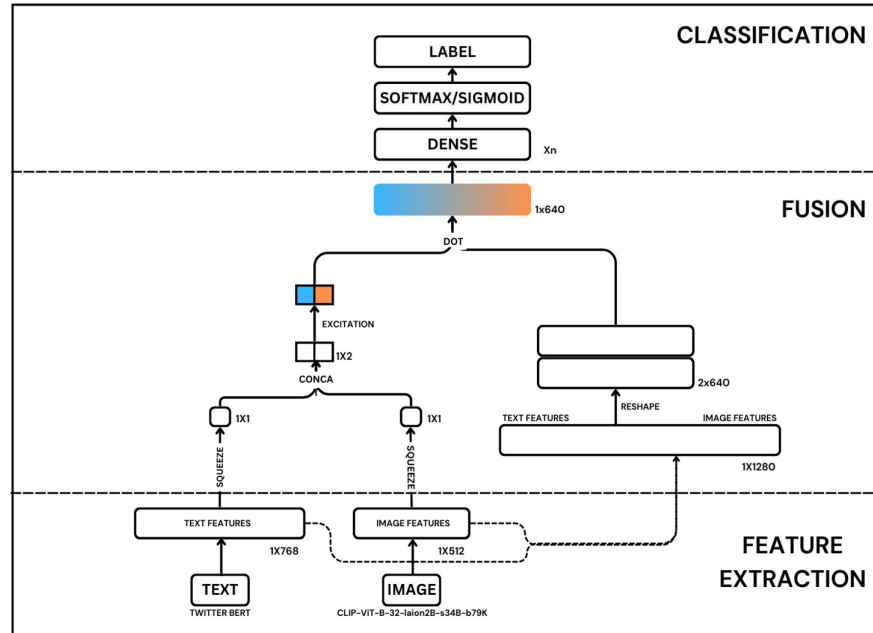 CLASSIFICATION
LABEL
SOFTMAX/SIGMOID
DENSE
Xn
FUSION
1x640
DOT
EXCITATION
1X2
CONCA
2x640
1X1
1X1
RESHAPE
TEXT FEATURES
IMAGE FEATURES
SQUEEZE
SQUEEZE
1X1280
TEXT FEATURES
IMAGE FEATURES
1X768
1X512
FEATURE
EXTRACTION
TEXT
IMAGE
TWITTER BERT
CLIP-ViT-B-32-laion2B-s34B-b79K